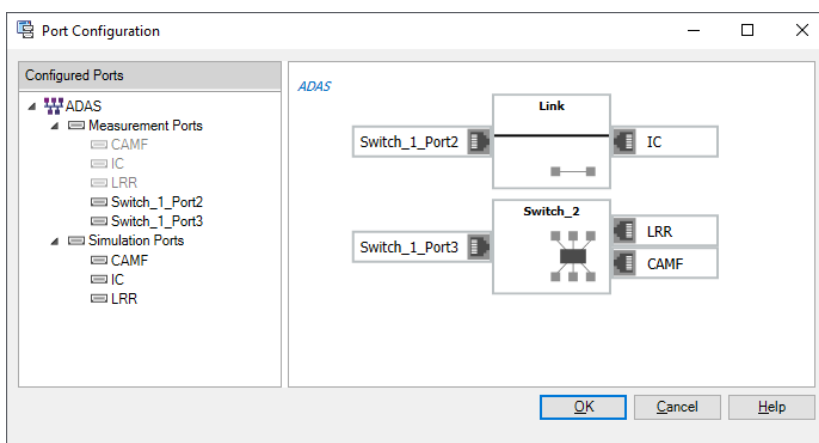 Port Configuration
Configured Ports
ADAS
Measurement Ports
CAMF
IC
LRR
Switch_1_Port2
Switch_1_Port3
Simulation Ports
CAMF
IC
LRR
ADAS
Link
Switch_1_Port2
IC
Switch_2
Switch_1_Port3
LRR
CAMF
OK
Cancel
Help